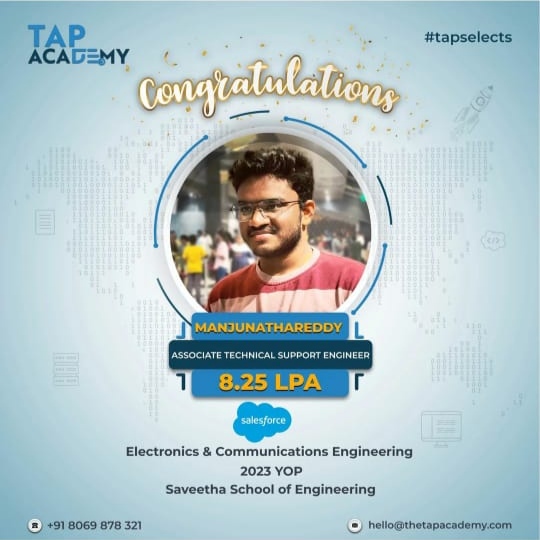 TAP
ACADEMY
#tapselects
Congratulations
MANJUNATHAREDDY
ASSOCIATE TECHNICAL SUPPORT ENGINEER
8.25 LPA
salesforce
Electronics & Communications Engineering
2023 YOP
Saveetha School of Engineering
+91 8069 878 321
hello@thetapacademy.com